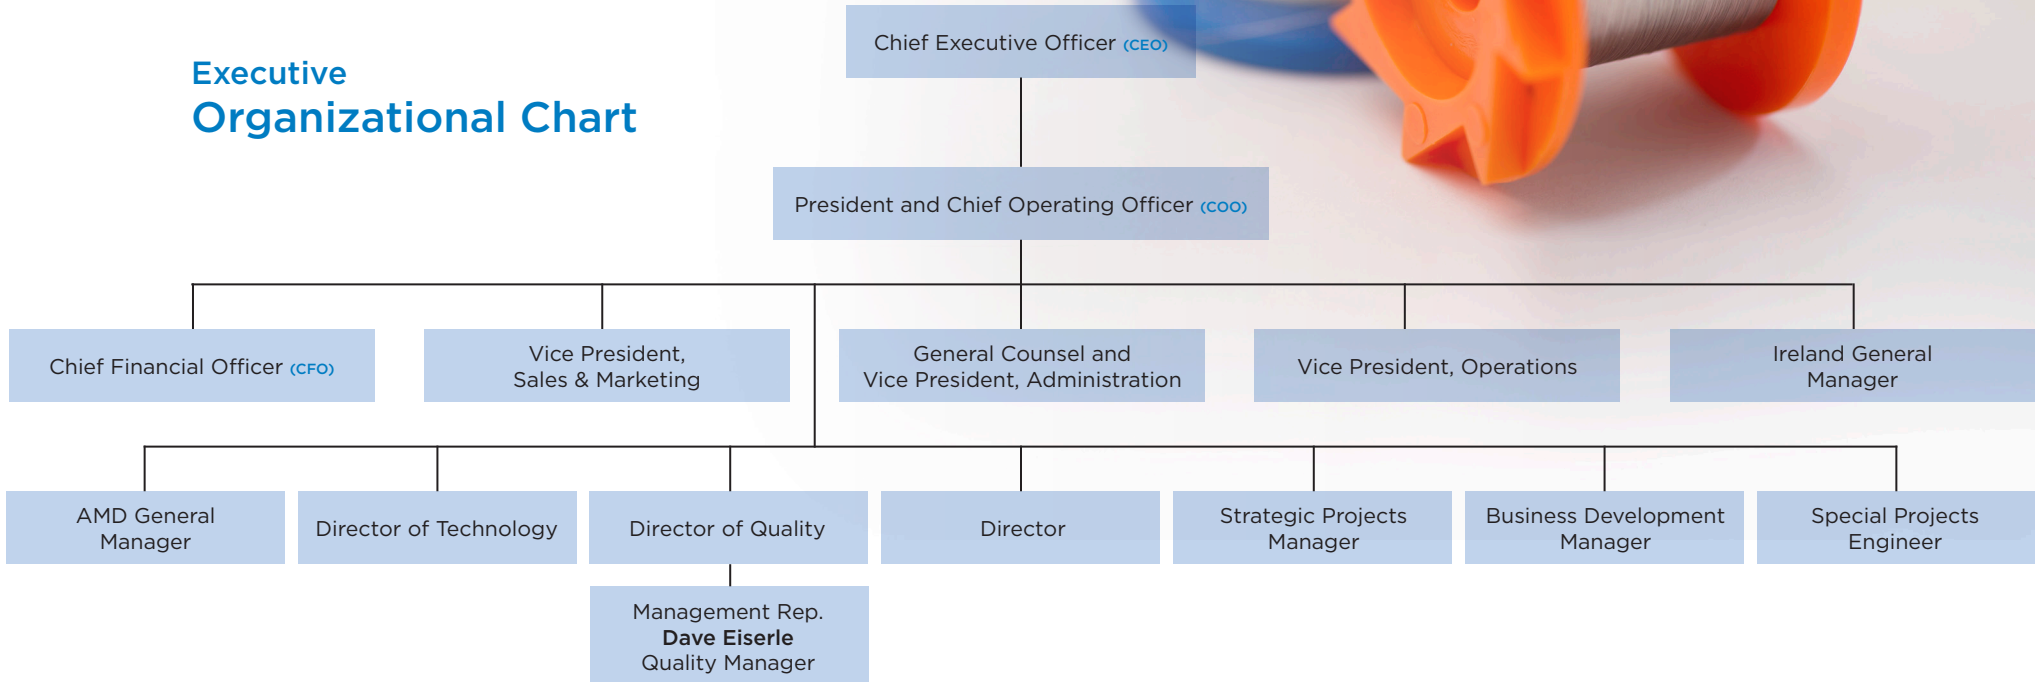 Executive
Organizational Chart
Chief Executive Officer (CEO)
President and Chief Operating Officer (COO)
Chief Financial Officer (CFO)
Vice President,
Sales & Marketing
General Counsel and
Vice President, Administration
Vice President, Operations
Ireland General
Manager
AMD General
Manager
Director of Technology
Director of Quality
Director
Strategic Projects
Manager
Business Development
Manager
Special Projects
Engineer
Management Rep.
Dave Eiserle
Quality Manager